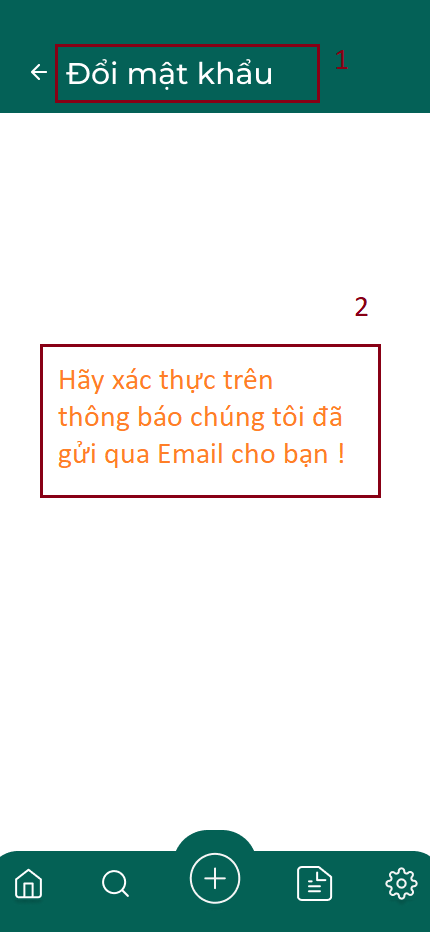 Đổi mật khẩu
1
2
Hãy xác thực trên
thông báo chúng tôi đã
gửi qua Email cho bạn !